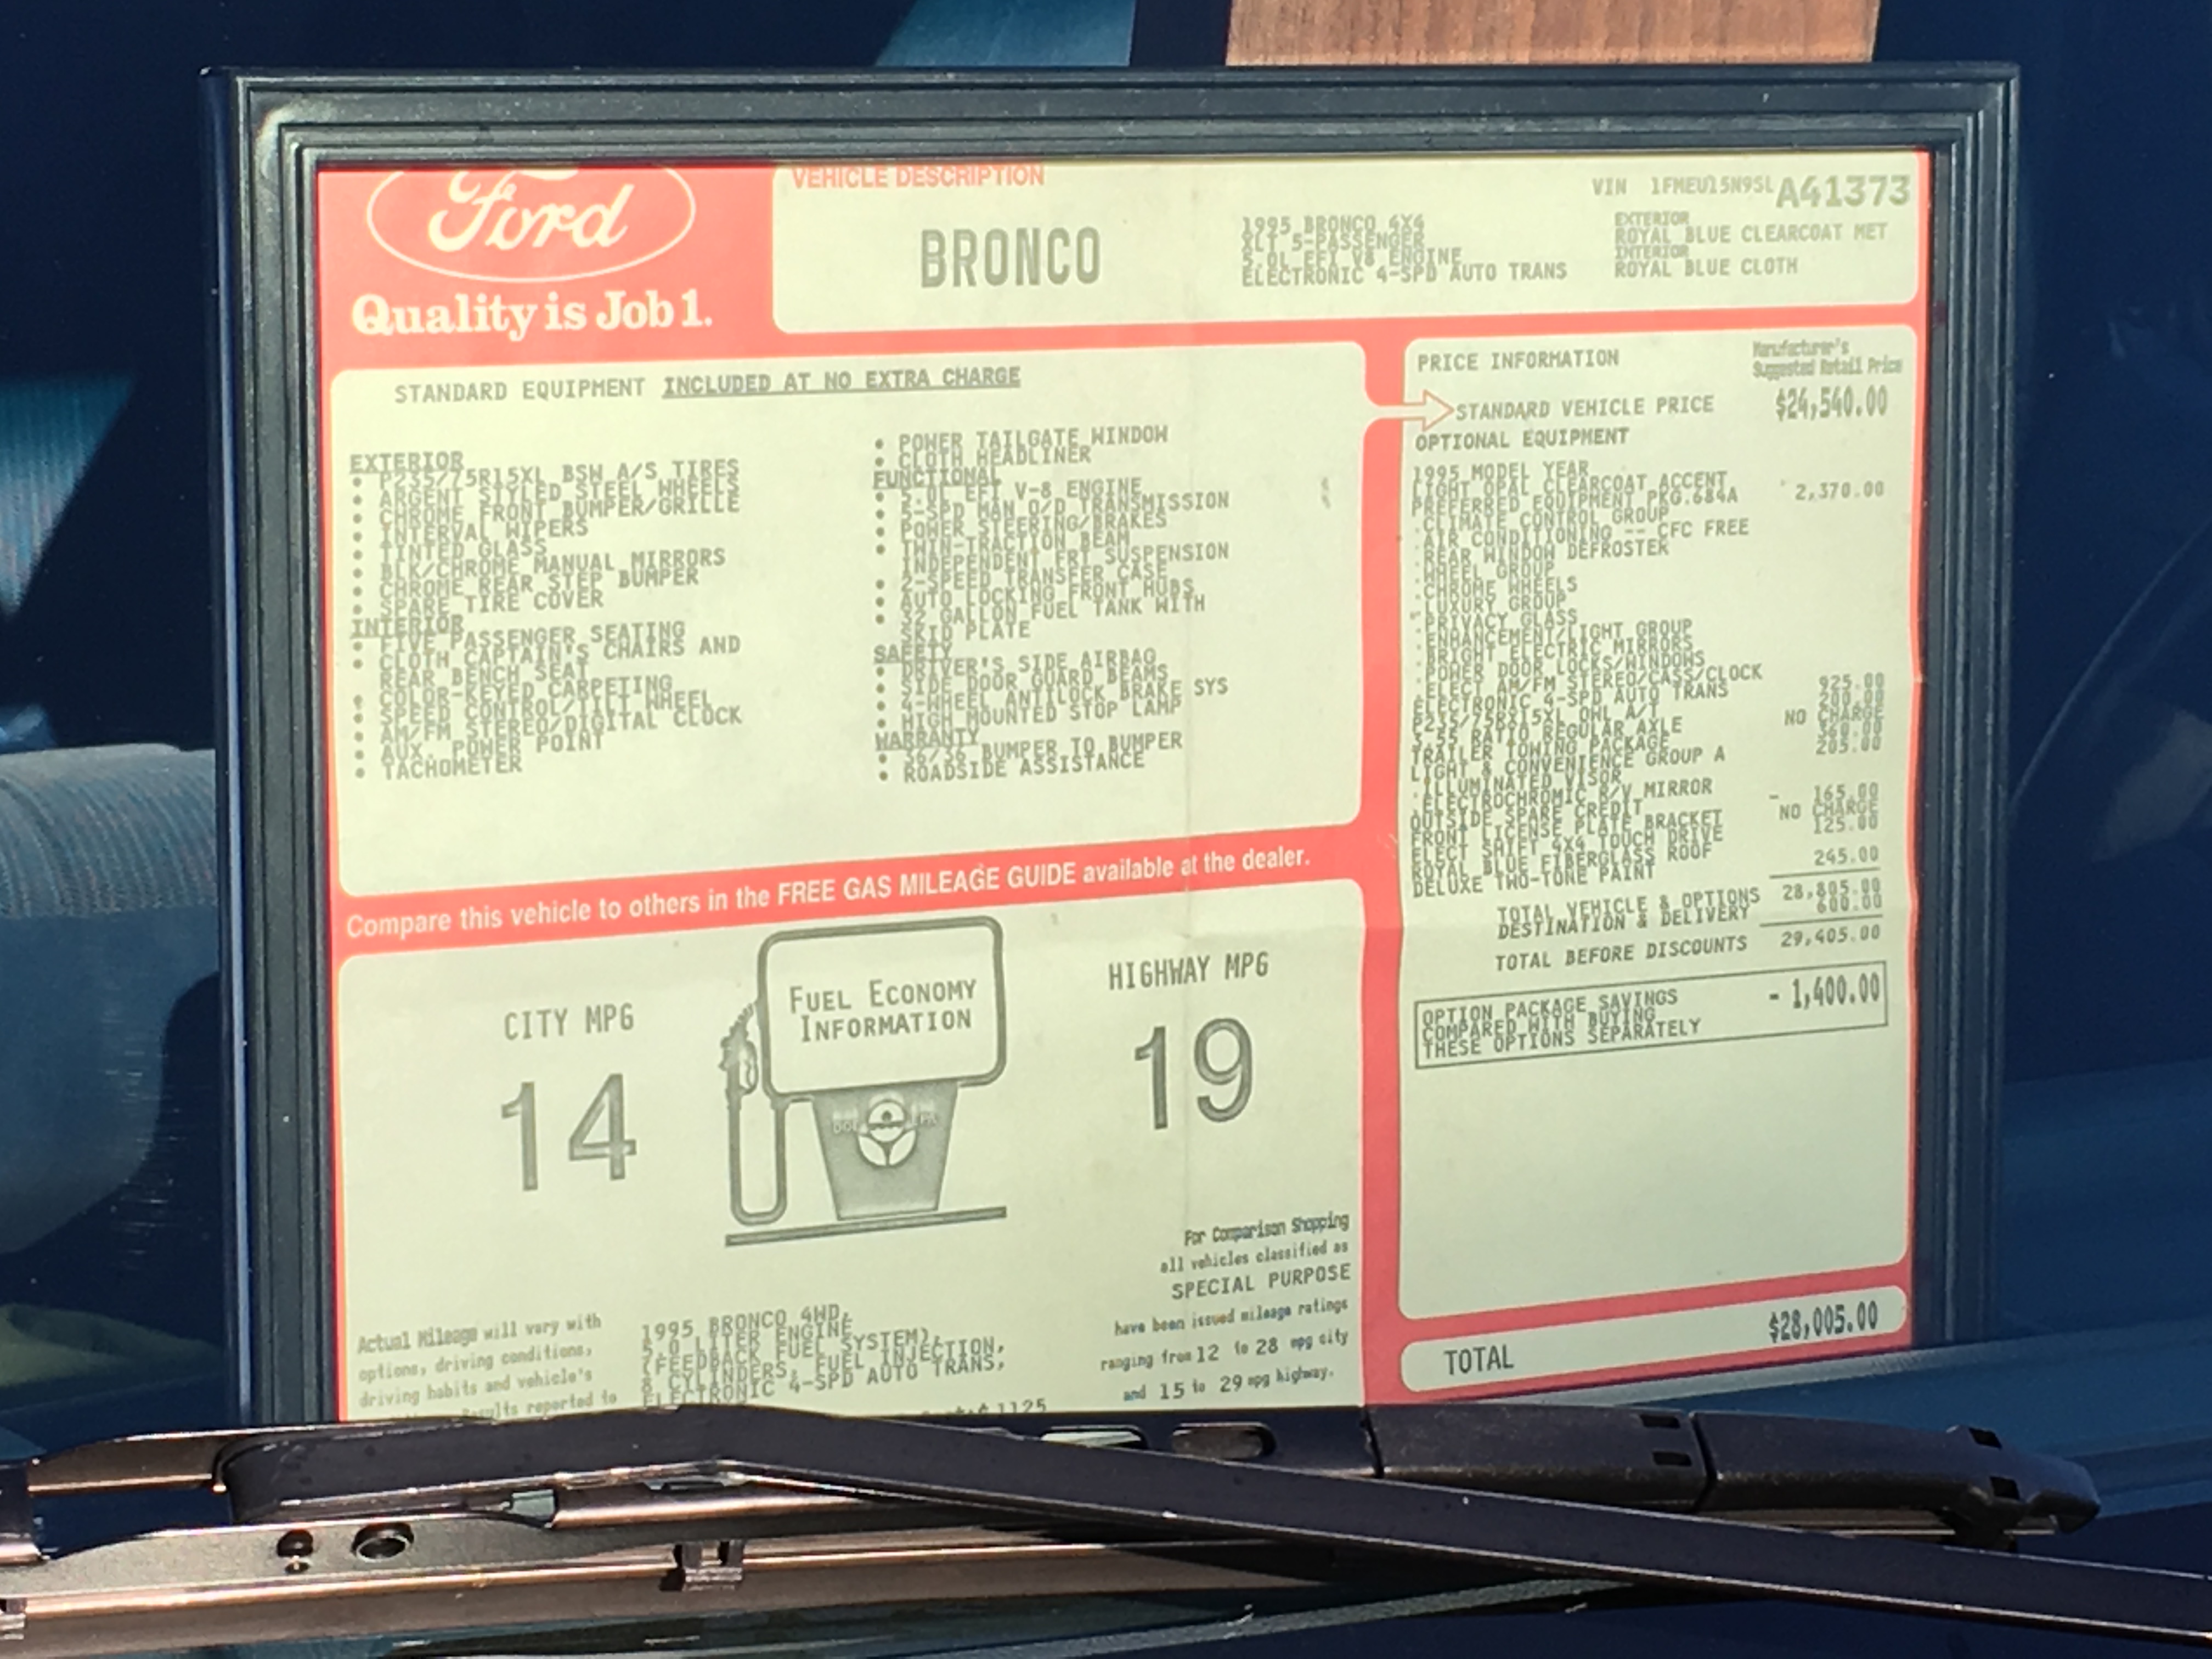 Ford
Quality is Job 1.
VEHICLE DESCRIPTION
BRONCO
1995 BRONCO 4X4
XLT 5-PASSENGER
5.0L EFI V8 ENGINE
ELECTRONIC 4-SPD AUTO TRANS
VIN 1FMEU15N9SL A41373
EXTERIOR
ROYAL BLUE CLEARCOAT MET
INTERIOR
ROYAL BLUE CLOTH
STANDARD EQUIPMENT INCLUDED AT NO EXTRA CHARGE
EXTERIOR
• P235/75R15XL BSW A/S TIRES
• ARGENT STYLED STEEL WHEELS
• CHROME FRONT BUMPER/GRILLE
• INTERVAL WIPERS
• TINTED GLASS
• BLK/CHROME MANUAL MIRRORS
• CHROME REAR STEP BUMPER
• SPARE TIRE COVER
INTERIOR
• FIVE PASSENGER SEATING
• CLOTH CAPTAIN'S CHAIRS AND
REAR BENCH SEAT
• COLOR-KEYED CARPETING
• SPEED CONTROL/TILT WHEEL
• AM/FM STEREO/DIGITAL CLOCK
• AUX. POWER POINT
• TACHOMETER
• POWER TAILGATE WINDOW
• CLOTH HEADLINER
FUNCTIONAL
• 5.0L EFI V-8 ENGINE
• 5-SPD MAN O/D TRANSMISSION
• POWER STEERING/BRAKES
• TWIN-TRACTION BEAM
INDEPENDENT FRT SUSPENSION
• 2-SPEED TRANSFER CASE
• AUTO LOCKING FRONT HUBS
• 32 GALLON FUEL TANK WITH
SKID PLATE
SAFETY
• DRIVER'S SIDE AIRBAG
• SIDE DOOR GUARD BEAMS
• 4-WHEEL ANTILOCK BRAKE SYS
• HIGH MOUNTED STOP LAMP
WARRANTY
• 36/36 BUMPER TO BUMPER
• ROADSIDE ASSISTANCE
PRICE INFORMATION
Manufacturer's
Suggested Retail Price
STANDARD VEHICLE PRICE $24,540.00
OPTIONAL EQUIPMENT
1995 MODEL YEAR
LIGHT OPAL CLEARCOAT ACCENT
PREFERRED EQUIPMENT PKG.684A 2,370.00
·CLIMATE CONTROL GROUP
·AIR CONDITIONING -- CFC FREE
·REAR WINDOW DEFROSTER
·WHEEL GROUP
·CHROME WHEELS
·LUXURY GROUP
·PRIVACY GLASS
·ENHANCEMENT/LIGHT GROUP
·BRIGHT ELECTRIC MIRRORS
·POWER DOOR LOCKS/WINDOWS
·ELECT AM/FM STEREO/CASS/CLOCK
ELECTRONIC 4-SPD AUTO TRANS 925.00
P235/75RX15XL OWL A/T
3.55 RATIO REGULAR AXLE NO CHARGE
TRAILER TOWING PACKAGE
LIGHT & CONVENIENCE GROUP A 205.00
·ILLUMINATED VISOR
·ELECTROCHROMIC R/V MIRROR
OUTSIDE SPARE CREDIT - 165.00
FRONT LICENSE PLATE BRACKET NO CHARGE
ELECT SHIFT 4X4 TOUCH DRIVE 125.00
ROYAL BLUE FIBERGLASS ROOF
DELUXE TWO-TONE PAINT 245.00
TOTAL VEHICLE & OPTIONS 28,805.00
DESTINATION & DELIVERY 600.00
TOTAL BEFORE DISCOUNTS 29,405.00
OPTION PACKAGE SAVINGS
COMPARED WITH BUYING
THESE OPTIONS SEPARATELY - 1,400.00
TOTAL $28,005.00
Compare this vehicle to others in the FREE GAS MILEAGE GUIDE available at the dealer.
CITY MPG
14
FUEL ECONOMY
INFORMATION
DOE EPA
HIGHWAY MPG
19
Actual Mileage will vary with
options, driving conditions,
driving habits and vehicle's
Results reported to
1995 BRONCO 4WD,
5.0 LITER ENGINE
(FEEDBACK FUEL SYSTEM),
8 CYLINDERS, FUEL INJECTION,
ELECTRONIC 4-SPD AUTO TRANS,
1125
For Comparison Shopping
all vehicles classified as
SPECIAL PURPOSE
have been issued mileage ratings
ranging from 12 to 28 mpg city
and 15 to 29 mpg highway.